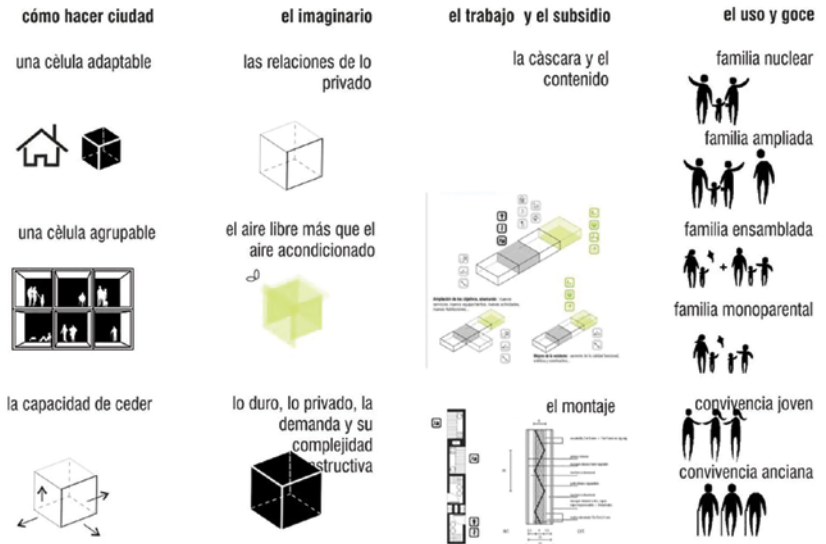 cómo hacer ciudad
una cèlula adaptable
una cèlula agrupable
la capacidad de ceder
el imaginario
las relaciones de lo
privado
el aire libre más que el
aire acondicionado
lo duro, lo privado, la
demanda y su
complejidad
nstructiva
el trabajo y el subsidio
la càscara y el
contenido
el montaje
el uso y goce
familia nuclear
familia ampliada
familia ensamblada
familia monoparental
convivencia joven
convivencia anciana